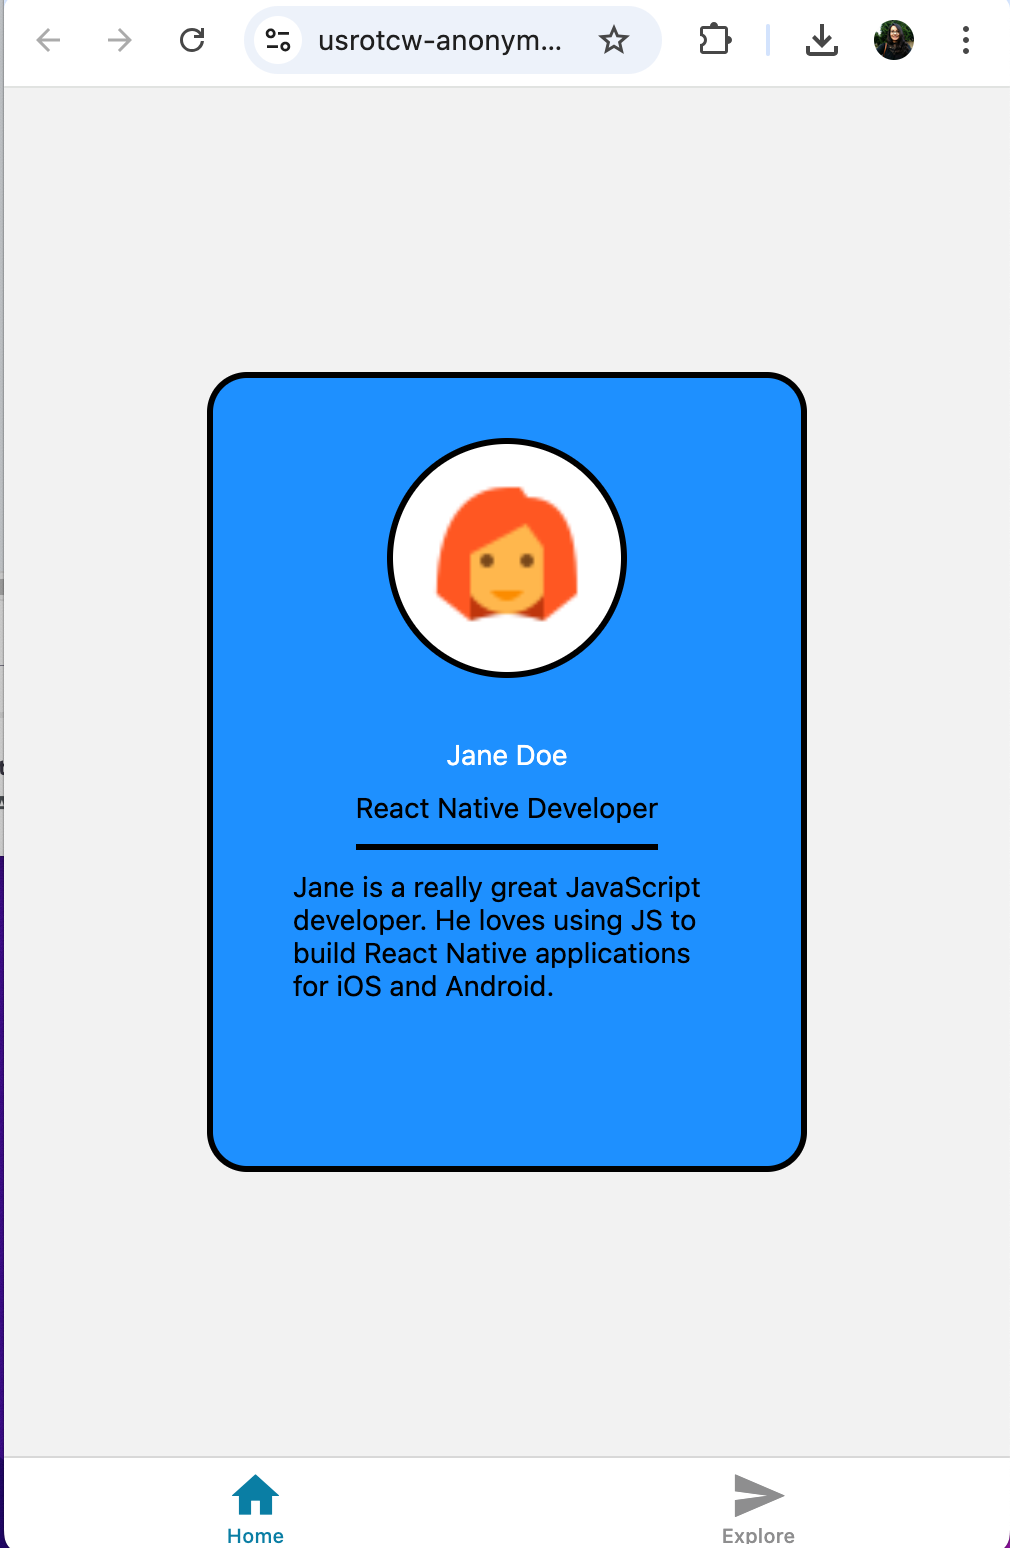 usrotcw-anonym...
Jane Doe
React Native Developer
Jane is a really great JavaScript
developer. He loves using JS to
build React Native applications
for iOS and Android.
Home
Explore